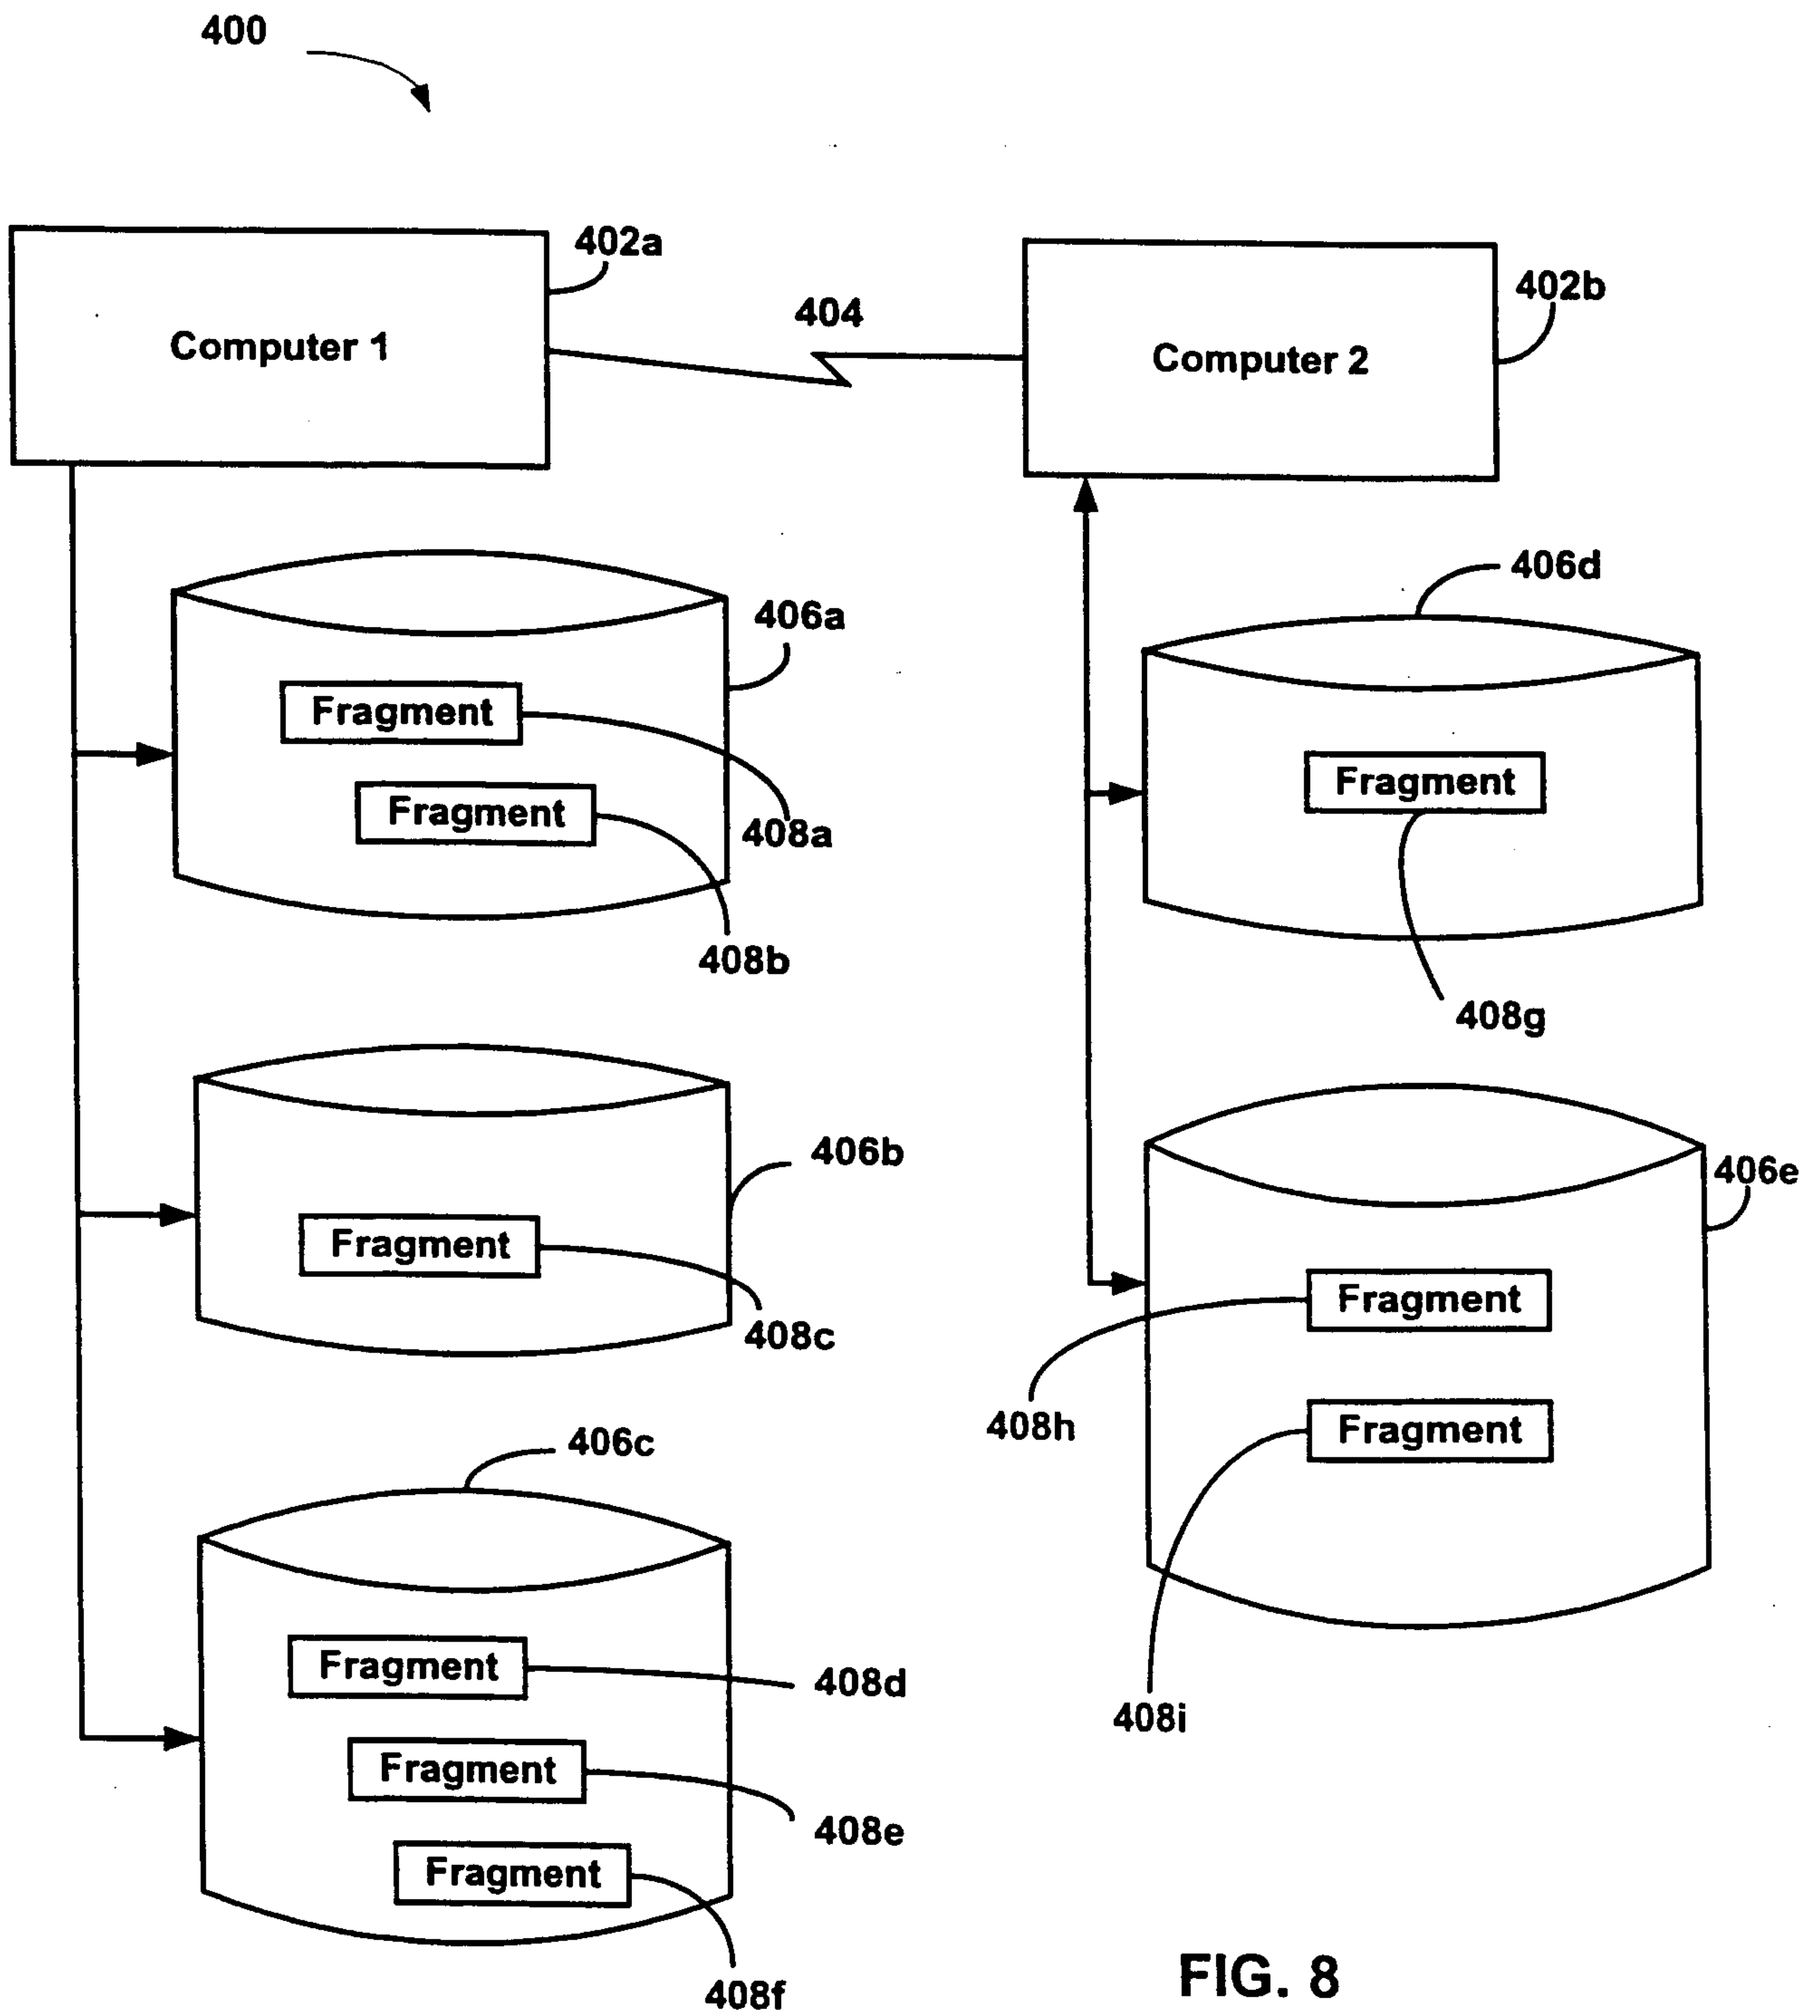 400
402a
Computer 1
404
402b
Computer 2
406a
Fragment
408a
Fragment
408b
406b
Fragment
408c
406c
Fragment
408d
Fragment
408e
Fragment
408f
406d
Fragment
408g
406e
Fragment
408h
Fragment
408i
FIG. 8